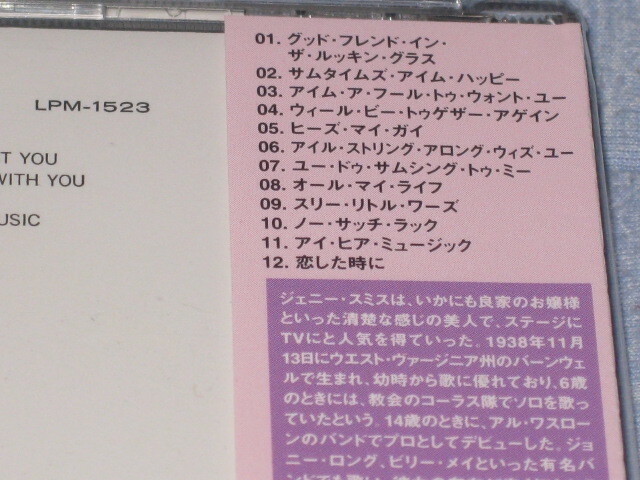 LPM-1523
T YOU
WITH YOU
USIC
01. グッド・フレンド・イン・
ザ・ルッキン・グラス
02. サムタイムズ・アイム・ハッピー
03. アイム・ア・フール・トゥ・ウォント・ユー
04. ウィール・ビー・トゥゲザー・アゲイン
05. ヒーズ・マイ・ガイ
06. アイル・ストリング・アロング・ウィズ・ユー
07. ユー・ドゥ・サムシング・トゥ・ミー
08. オール・マイ・ライフ
09. スリー・リトル・ワーズ
10. ノー・サッチ・ラック
11. アイ・ヒア・ミュージック
12. 恋した時に
ジェニー・スミスは、いかにも良家のお嬢様
といった清楚な感じの美人で、ステージに
TVにと人気を得ていった。1938年11月
13日にウエスト・ヴァージニア州のバーンウェ
ルで生まれ、幼時から歌に優れており、6歳
のときには、教会のコーラス隊でソロを歌っ
ていたという。14歳のときに、アル・ワスロー
ンのバンドでプロとしてデビューした。ジョ
ニー・ロング、ビリー・メイといった有名バ